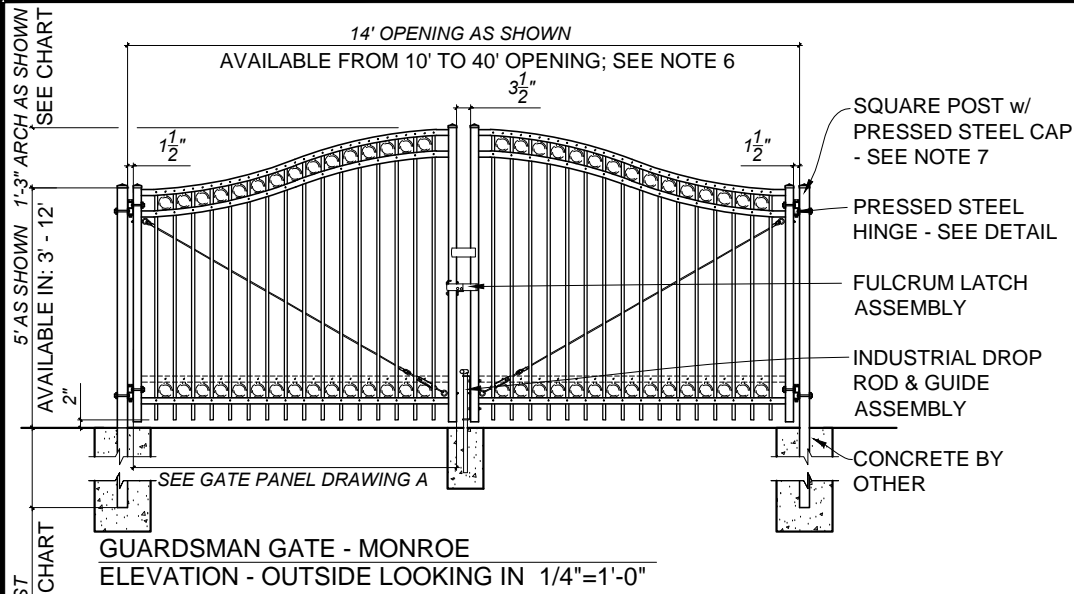 14' OPENING AS SHOWN
AVAILABLE FROM 10' TO 40' OPENING; SEE NOTE 6
3 1/2"
1 1/2"
1 1/2"
1'-3" ARCH AS SHOWN
SEE CHART
5' AS SHOWN
AVAILABLE IN: 3' - 12'
2"
SQUARE POST w/
PRESSED STEEL CAP
- SEE NOTE 7
PRESSED STEEL
HINGE - SEE DETAIL
FULCRUM LATCH
ASSEMBLY
INDUSTRIAL DROP
ROD & GUIDE
ASSEMBLY
CONCRETE BY
OTHER
SEE GATE PANEL DRAWING A
CHART
GUARDSMAN GATE - MONROE
ELEVATION - OUTSIDE LOOKING IN 1/4"=1'-0"